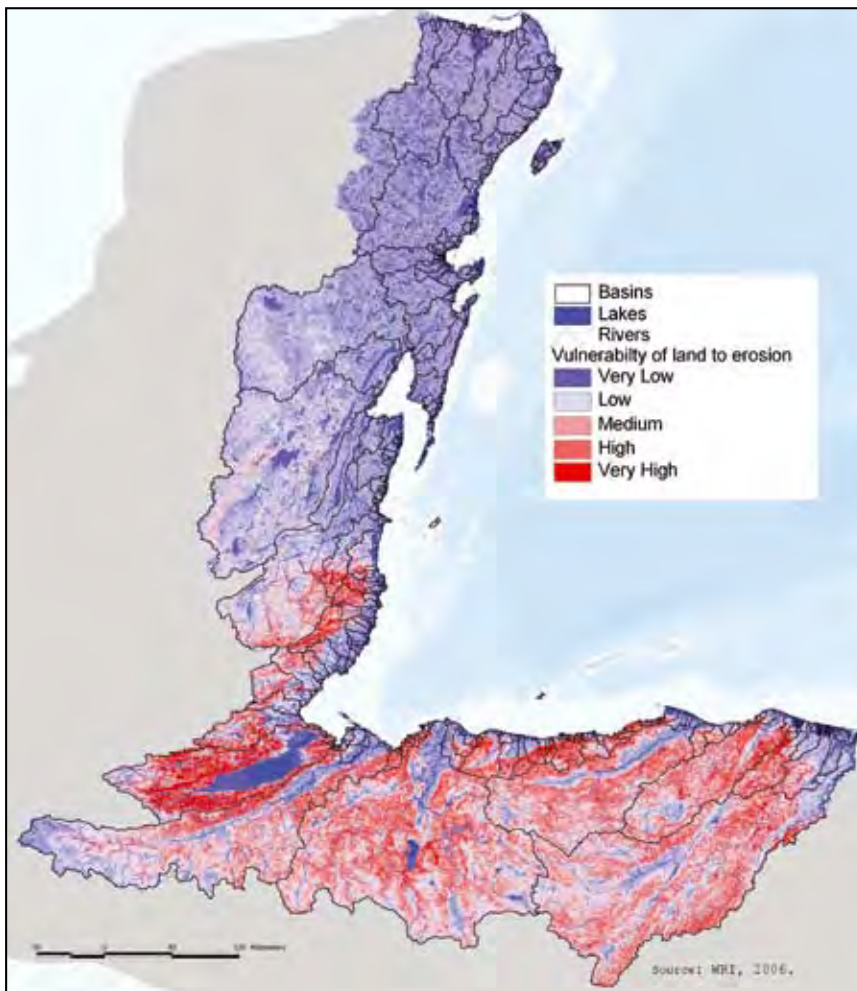 Basins
Lakes
Rivers
Vulnerabilty of land to erosion
Very Low
Low
Medium
High
Very High
Source: WRI, 2006.